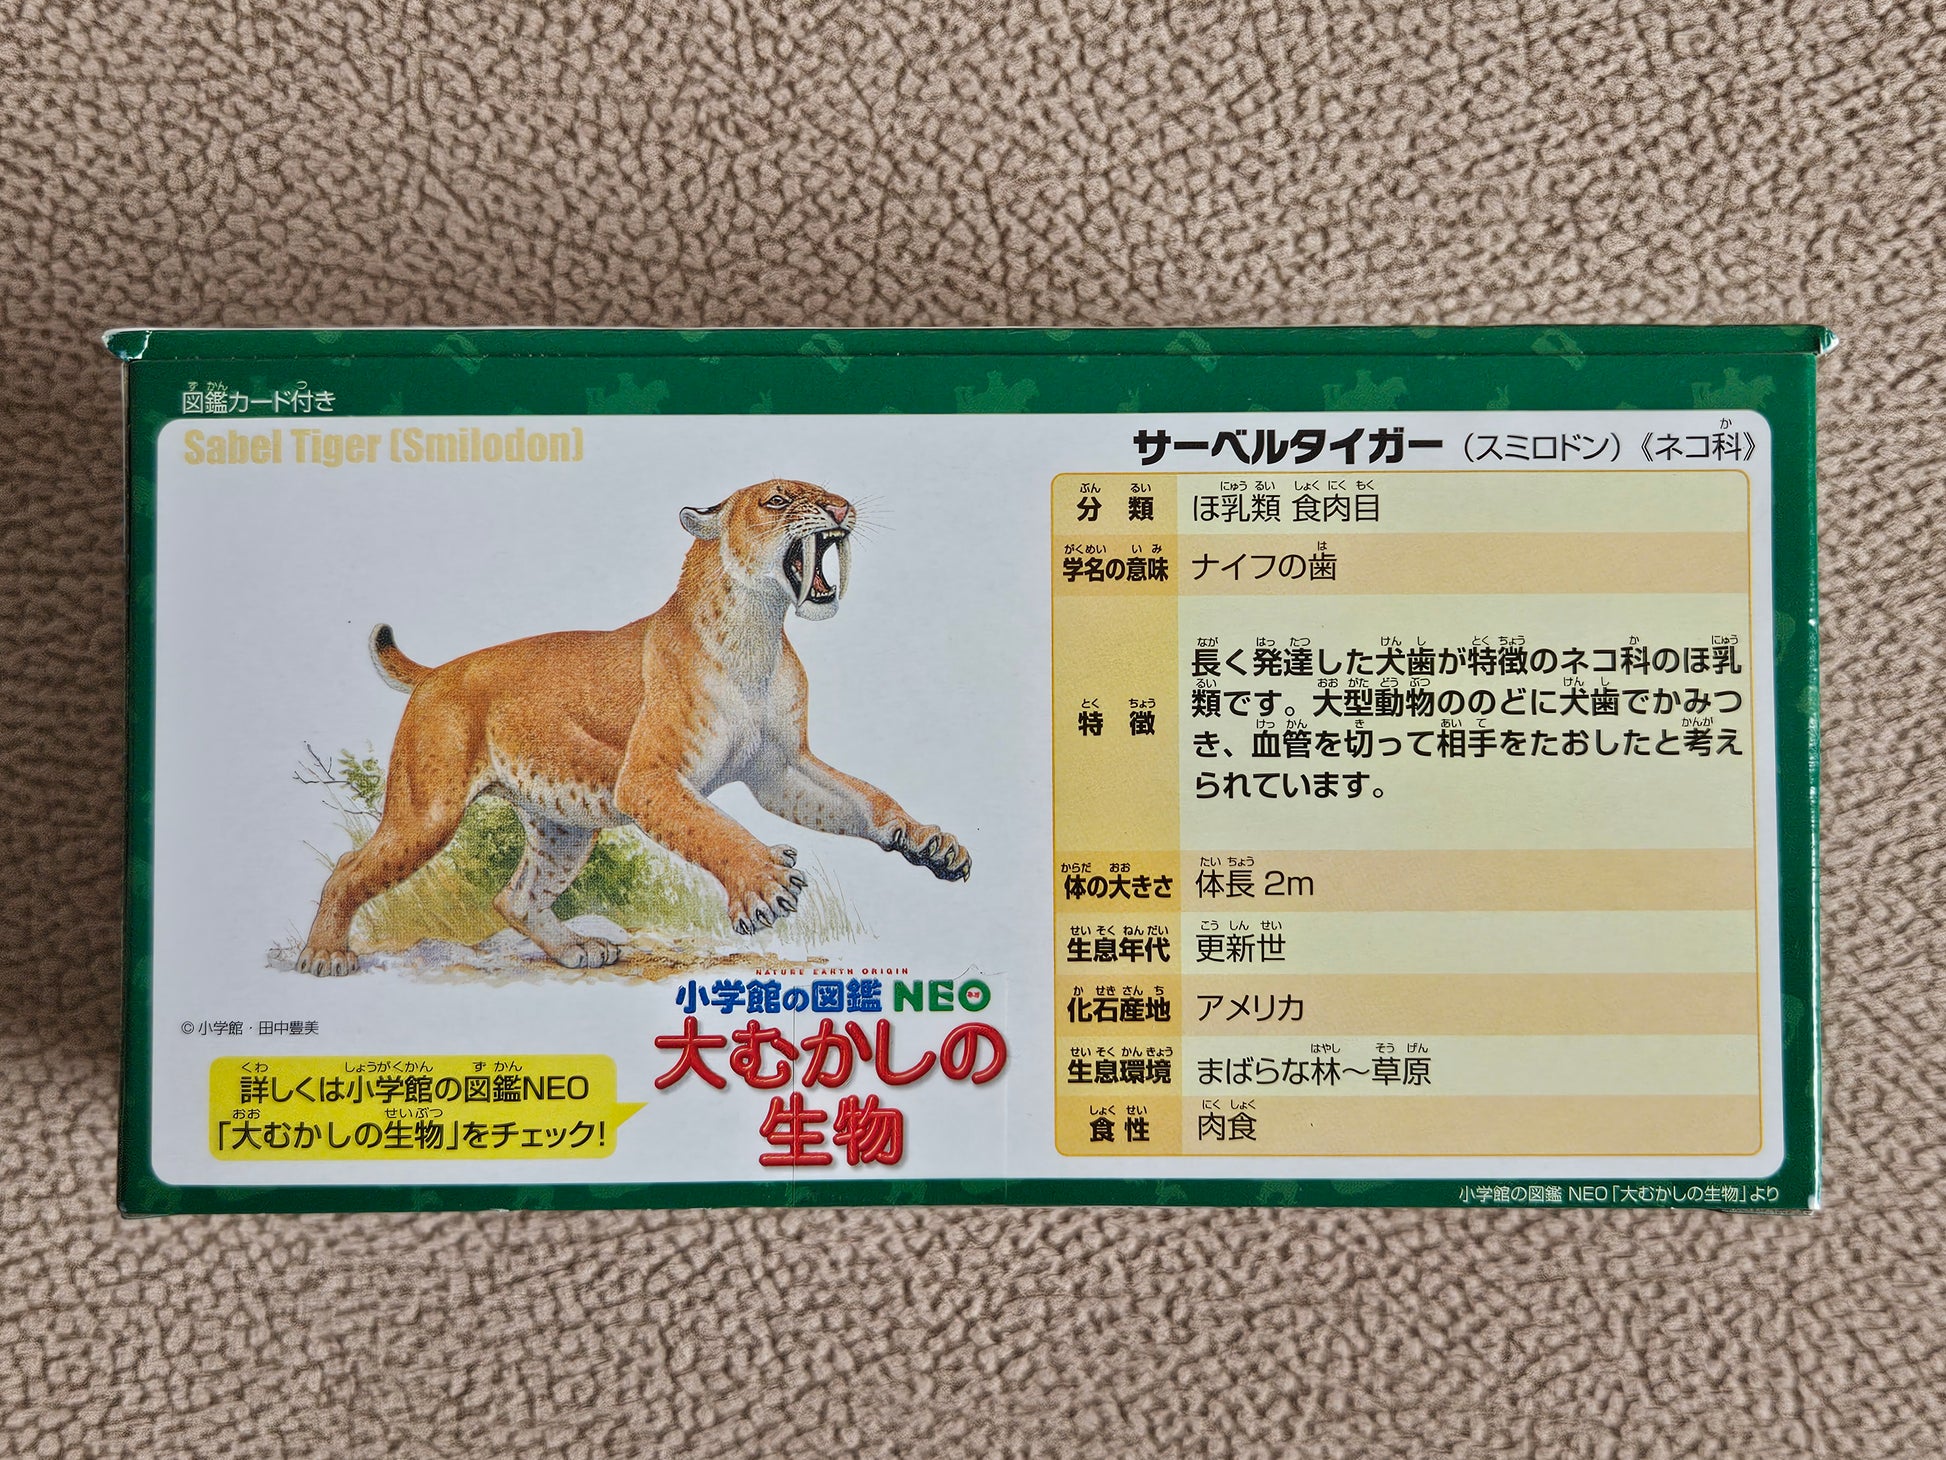 図鑑カード付き
Sabel Tiger (Smilodon)
サーベルタイガー（スミロドン）《ネコ科》
分類 ほ乳類 食肉目
学名の意味 ナイフの歯
特徴 長く発達した犬歯が特徴のネコ科のほ乳
類です。大型動物ののどに犬歯でかみつ
き、血管を切って相手をたおしたと考え
られています。
体の大きさ 体長 2m
生息年代 更新世
化石産地 アメリカ
生息環境 まばらな林～草原
食性 肉食
NATURE EARTH ORIGIN
小学館の図鑑 NEO
大むかしの
生物
©小学館・田中豊美
詳しくは小学館の図鑑NEO
「大むかしの生物」をチェック!
小学館の図鑑 NEO「大むかしの生物」より